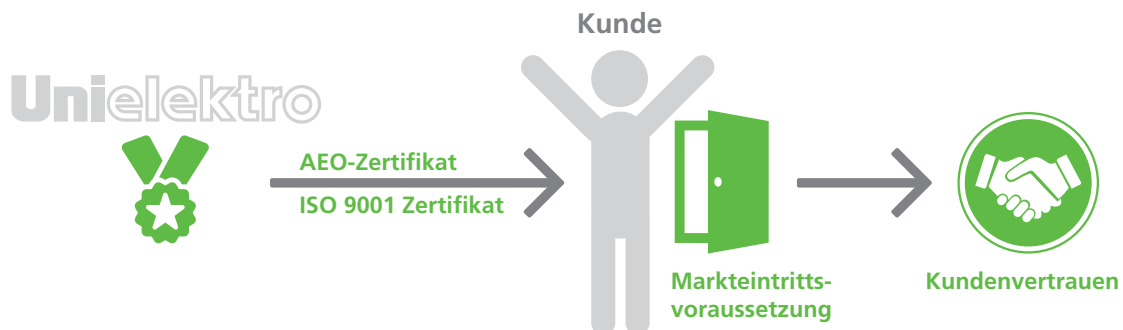 Kunde
Unielektro
AEO-Zertifikat
ISO 9001 Zertifikat
Markteintritts-
voraussetzung
Kundenvertrauen